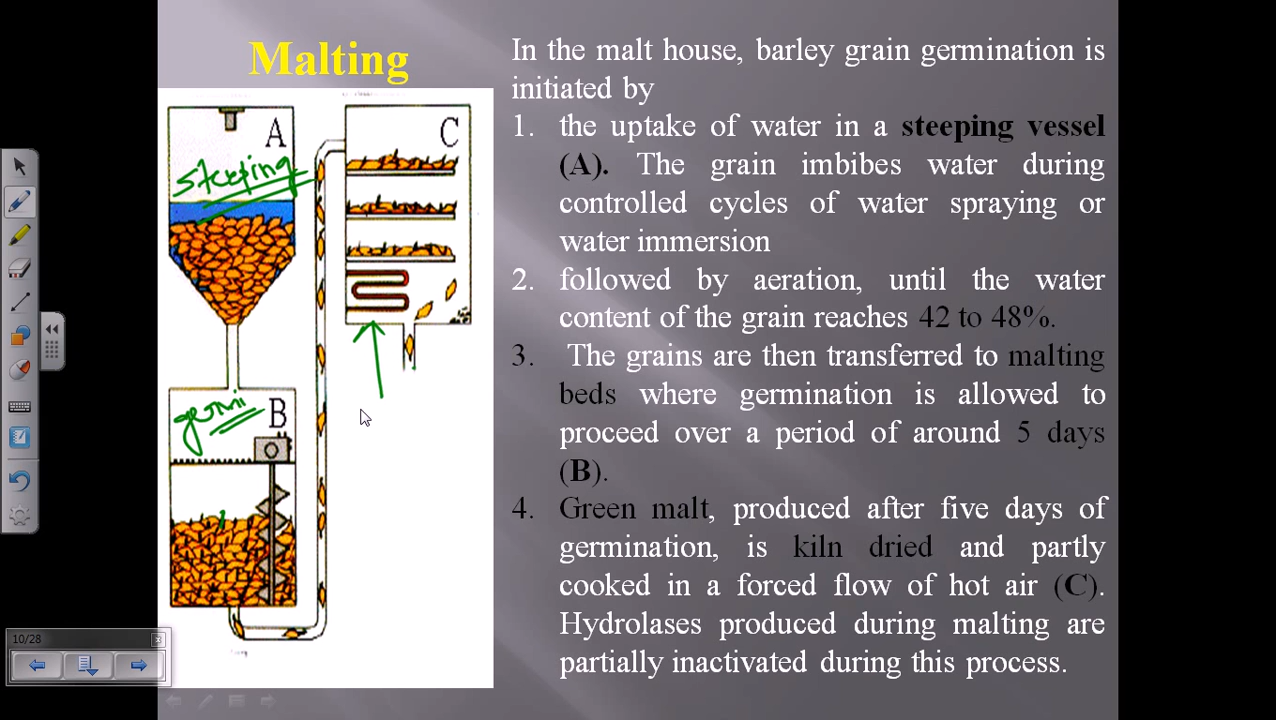 Malting
A
steeping
C
germi
B
In the malt house, barley grain germination is
initiated by
1. the uptake of water in a steeping vessel
(A). The grain imbibes water during
controlled cycles of water spraying or
water immersion
2. followed by aeration, until the water
content of the grain reaches 42 to 48%.
3. The grains are then transferred to malting
beds where germination is allowed to
proceed over a period of around 5 days
(B).
4. Green malt, produced after five days of
germination, is kiln dried and partly
cooked in a forced flow of hot air (C).
Hydrolases produced during malting are
partially inactivated during this process.
10/28